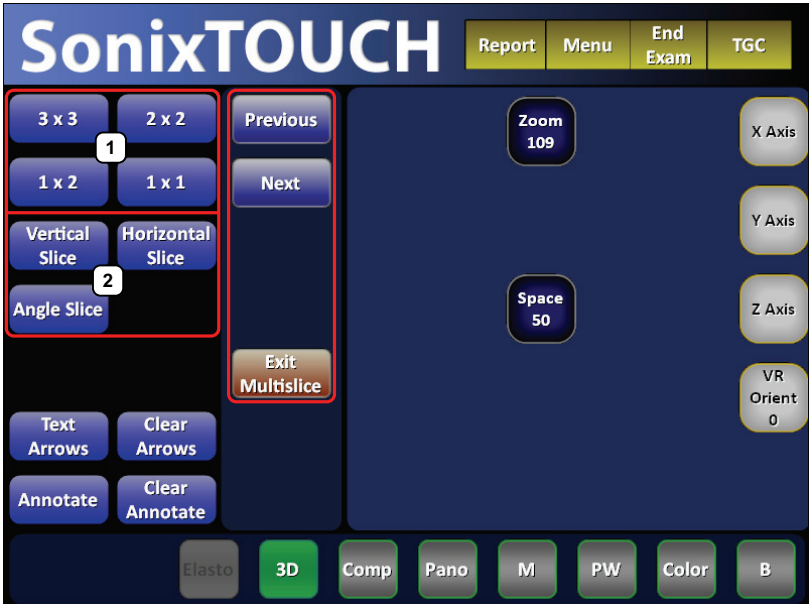 SonixTOUCH
Report
Menu
End
Exam
TGC
3 x 3
2 x 2
1
1 x 2
1 x 1
Vertical
Slice
Horizontal
Slice
2
Angle Slice
Text
Arrows
Clear
Arrows
Annotate
Clear
Annotate
Previous
Next
Exit
Multislice
Zoom
109
Space
50
X Axis
Y Axis
Z Axis
VR
Orient
0
Elasto
3D
Comp
Pano
M
PW
Color
B